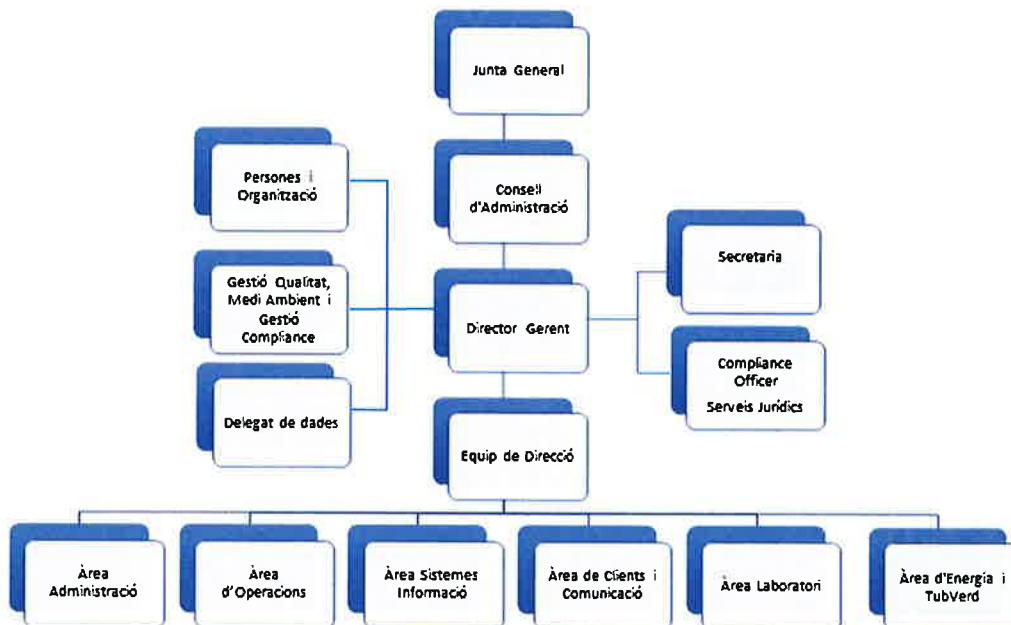 Junta General
Persones i
Organització
Consell
d'Administració
Secretaria
Gestió Qualitat,
Medi Ambient i
Gestió
Compliance
Director Gerent
Compliance
Officer
Serveis Jurídics
Delegat de dades
Equip de Direcció
Àrea
Administració
Àrea
d'Operacions
Àrea Sistemes
Informació
Àrea de Clients i
Comunicació
Àrea Laboratori
Àrea d'Energia i
TubVerd